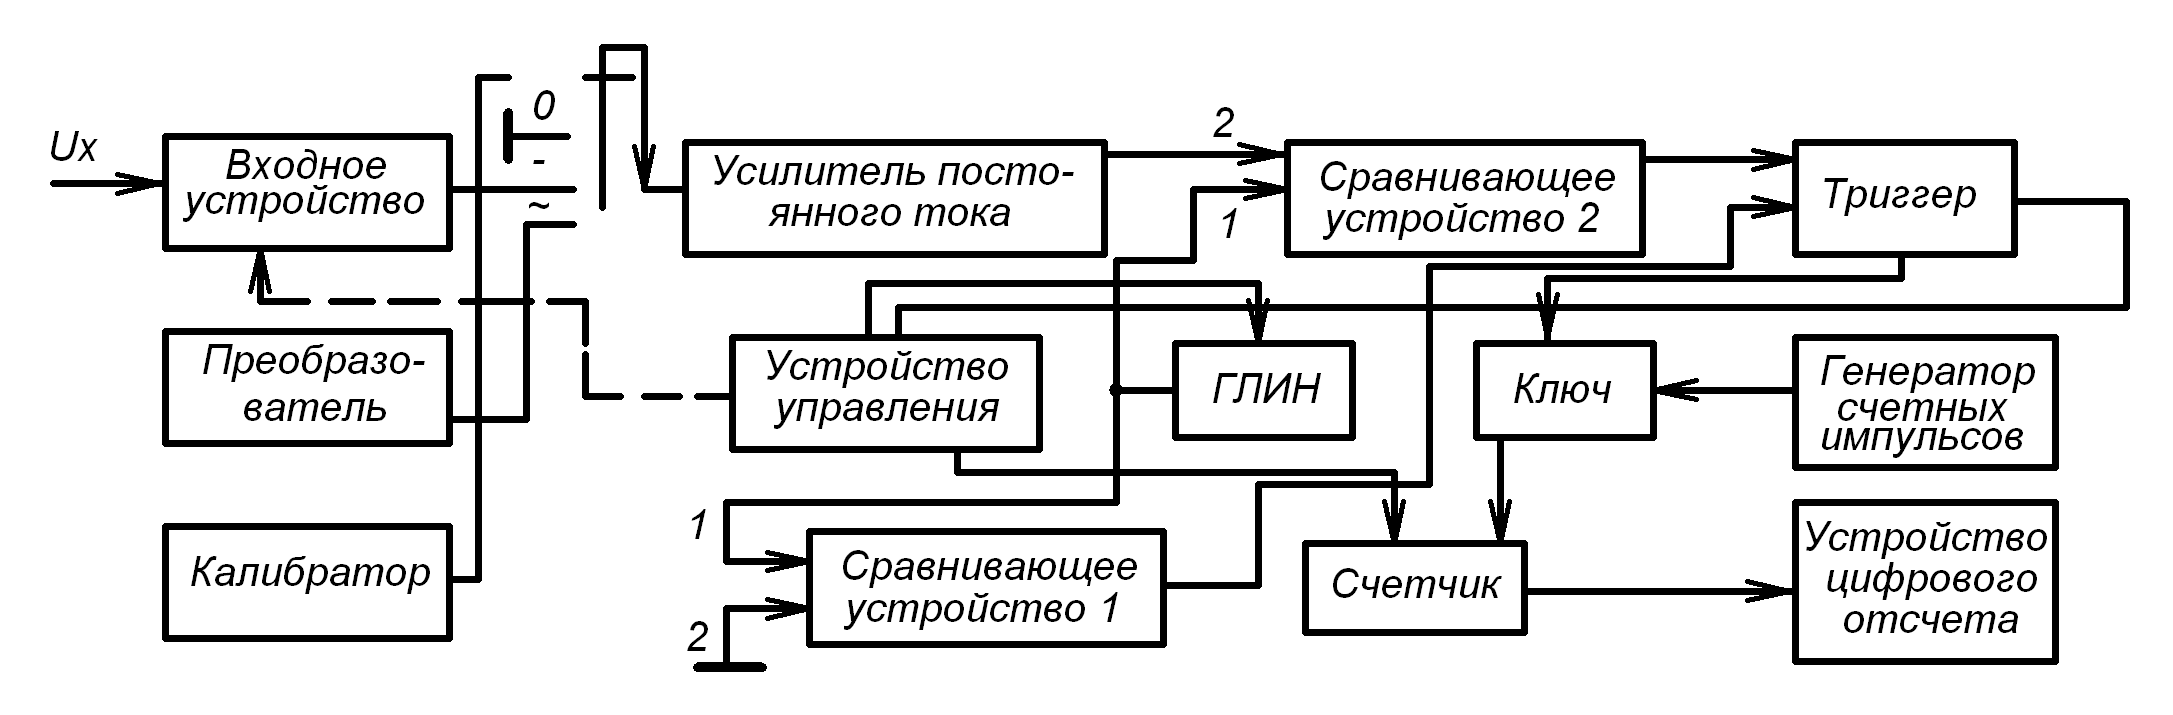 0
-
~
Ux
Входное
устройство
Усилитель посто-
янного тока
2
1
Сравнивающее
устройство 2
Триггер
Преобразо-
ватель
Устройство
управления
ГЛИН
Ключ
Генератор
счетных
импульсов
Калибратор
1
2
Сравнивающее
устройство 1
Счетчик
Устройство
цифрового
отсчета